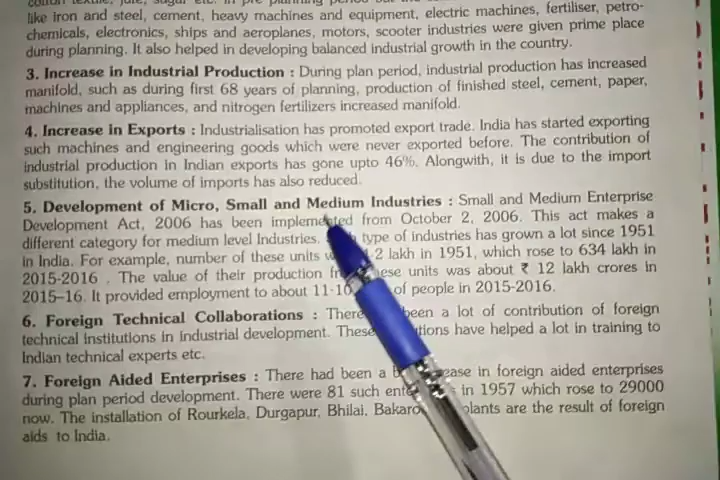 like iron and steel, cement, heavy machines and equipment, electric machines, fertiliser, petro-
chemicals, electronics, ships and aeroplanes, motors, scooter industries were given prime place
during planning. It also helped in developing balanced industrial growth in the country.
3. Increase in Industrial Production : During plan period, industrial production has increased
manifold, such as during first 68 years of planning, production of finished steel, cement, paper,
machines and appliances, and nitrogen fertilizers increased manifold.
4. Increase in Exports : Industrialisation has promoted export trade. India has started exporting
such machines and engineering goods which were never exported before. The contribution of
industrial production in Indian exports has gone upto 46%. Alongwith, it is due to the import
substitution, the volume of imports has also reduced.
5. Development of Micro, Small and Medium Industries : Small and Medium Enterprise
Development Act, 2006 has been implemented from October 2, 2006. This act makes a
different category for medium level Industries. type of industries has grown a lot since 1951
in India. For example, number of these units 2 lakh in 1951, which rose to 634 lakh in
2015-2016 . The value of their production these units was about ₹ 12 lakh crores in
2015–16. It provided employment to about of people in 2015-2016.
6. Foreign Technical Collaborations : There been a lot of contribution of foreign
technical institutions in industrial development. These have helped a lot in training to
Indian technical experts etc.
7. Foreign Aided Enterprises : There had been a in foreign aided enterprises
during plan period development. There were 81 such in 1957 which rose to 29000
now. The installation of Rourkela, Durgapur, Bhilai, plants are the result of foreign
aids to India.